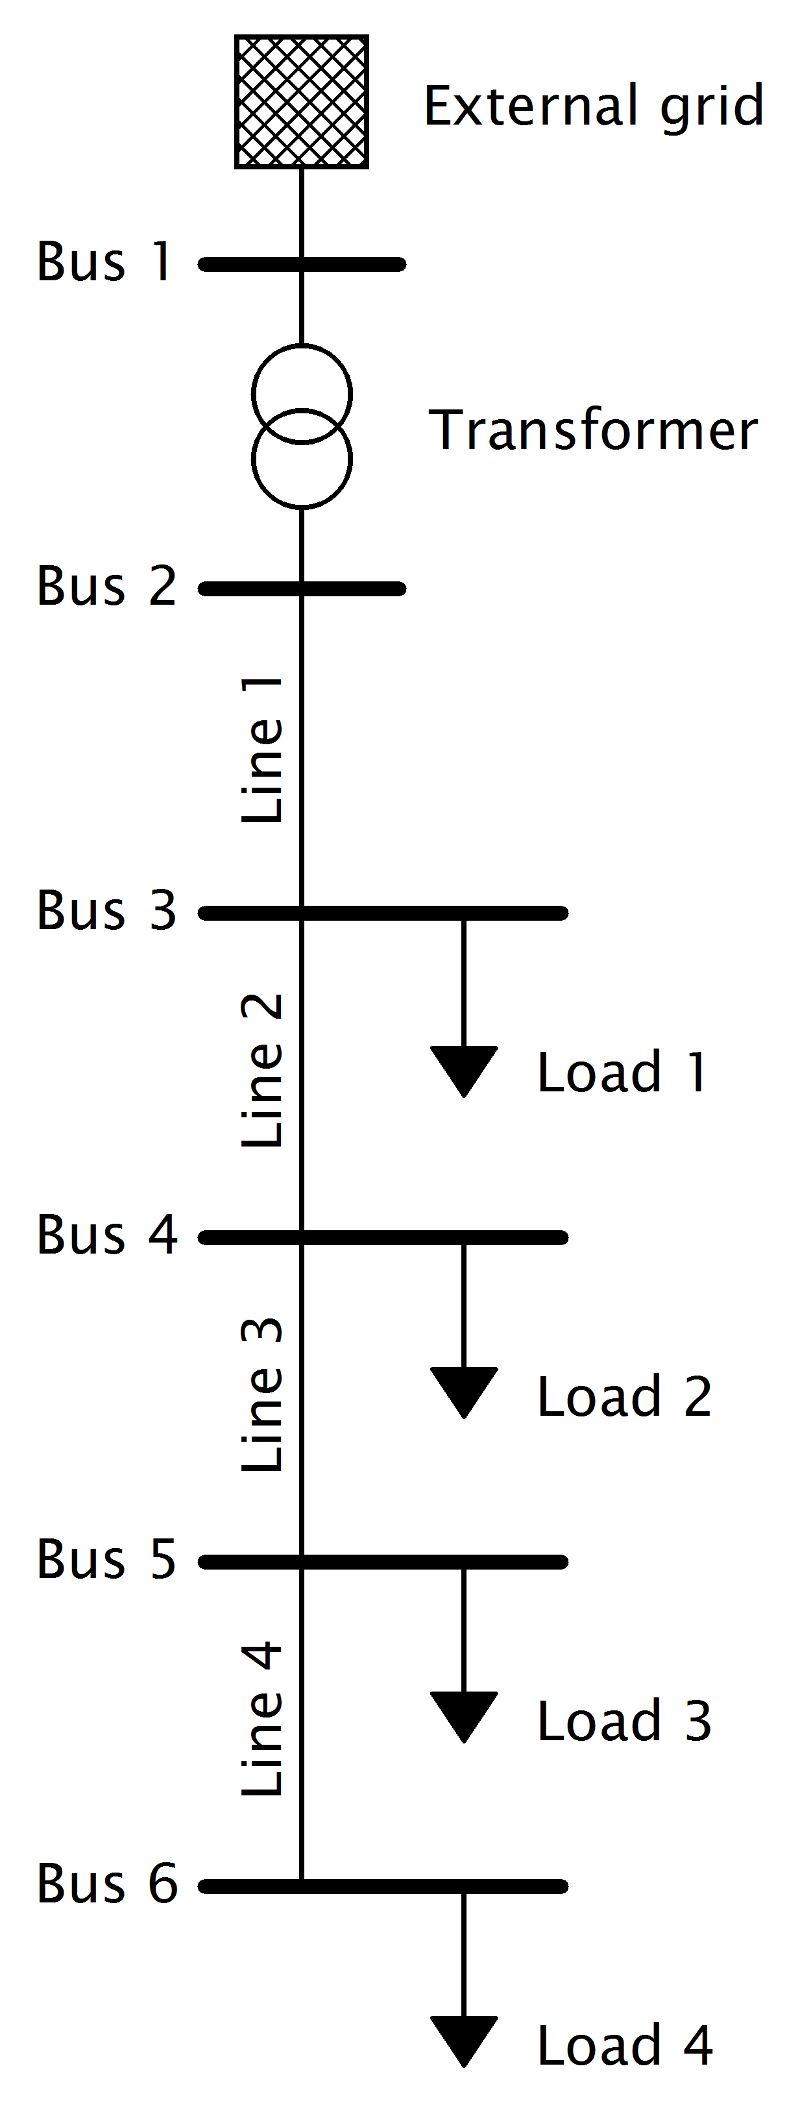 External grid
Bus 1
Transformer
Bus 2
Line 1
Bus 3
Line 2
Load 1
Bus 4
Line 3
Load 2
Bus 5
Line 4
Load 3
Bus 6
Load 4